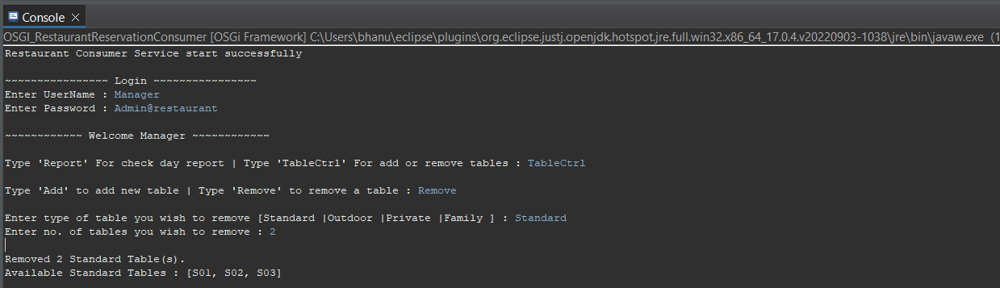 Console
OSGI_RestaurantReservationConsumer [OSGi Framework] C:\Users\bhanu\eclipse\plugins\org.eclipse.justj.openjdk.hotspot.jre.full.win32.x86_64_17.0.4.v20220903-1038\jre\bin\javaw.exe (1
Restaurant Consumer Service start successfully
~~~~~~~~~~~~~~~~ Login ~~~~~~~~~~~~~~~~
Enter UserName : Manager
Enter Password : Admin@restaurant
~~~~~~~~~~~~ Welcome Manager ~~~~~~~~~~~~
Type 'Report' For check day report | Type 'TableCtrl' For add or remove tables : TableCtrl
Type 'Add' to add new table | Type 'Remove' to remove a table : Remove
Enter type of table you wish to remove [Standard |Outdoor |Private |Family ] : Standard
Enter no. of tables you wish to remove : 2
Removed 2 Standard Table(s).
Available Standard Tables : [S01, S02, S03]